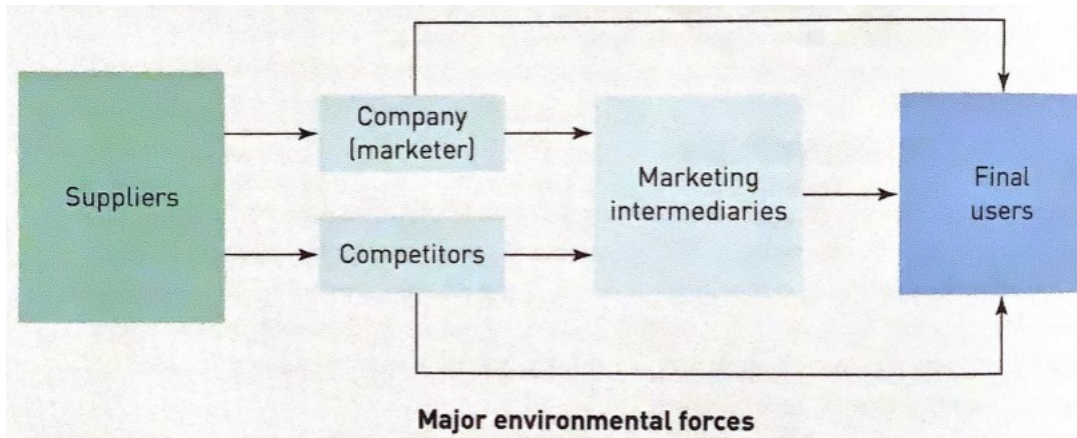 Suppliers
Company
(marketer)
Competitors
Marketing
intermediaries
Final
users
Major environmental forces